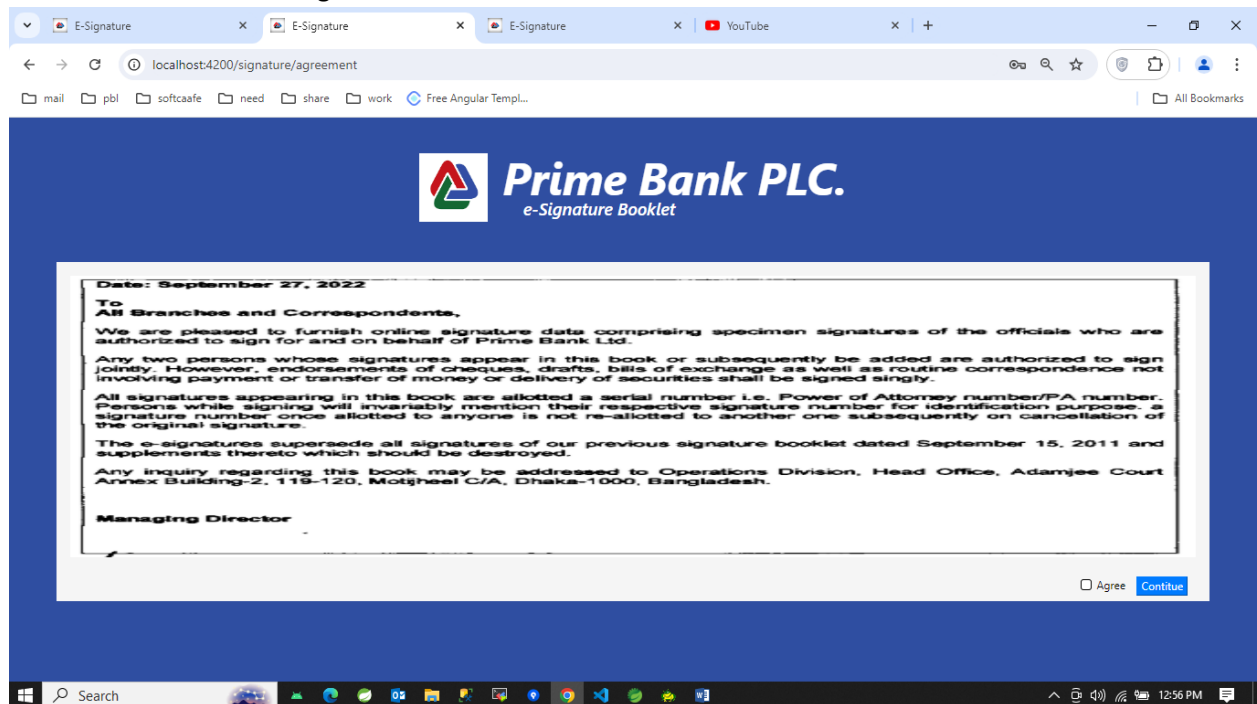 E-Signature
E-Signature
E-Signature
YouTube
localhost:4200/signature/agreement
mail pbl softcaafe need share work Free Angular Templ... All Bookmarks
Prime Bank PLC.
e-Signature Booklet
Date: September 27, 2022
To
All Branches and Correspondents,
We are pleased to furnish online signature data comprising specimen signatures of the officials who are
authorized to sign for and on behalf of Prime Bank Ltd.
Any two persons whose signatures appear in this book or subsequently be added are authorized to sign
jointly. However, endorsements of cheques, drafts, bills of exchange as well as routine correspondence not
involving payment or transfer of money or delivery of securities shall be signed singly.
All signatures appearing in this book are allotted a serial number i.e. Power of Attorney number/PA number.
Persons while signing will invariably mention their respective signature number for identification purpose. a
signature number once allotted to anyone is not re-allotted to another one subsequently on cancellation of
the original signature.
The e-signatures supersede all signatures of our previous signature booklet dated September 15, 2011 and
supplements thereto which should be destroyed.
Any inquiry regarding this book may be addressed to Operations Division, Head Office, Adamjee Court
Annex Building-2, 119-120, Motijheel C/A, Dhaka-1000, Bangladesh.
Managing Director
Agree Contitue
Search
12:56 PM